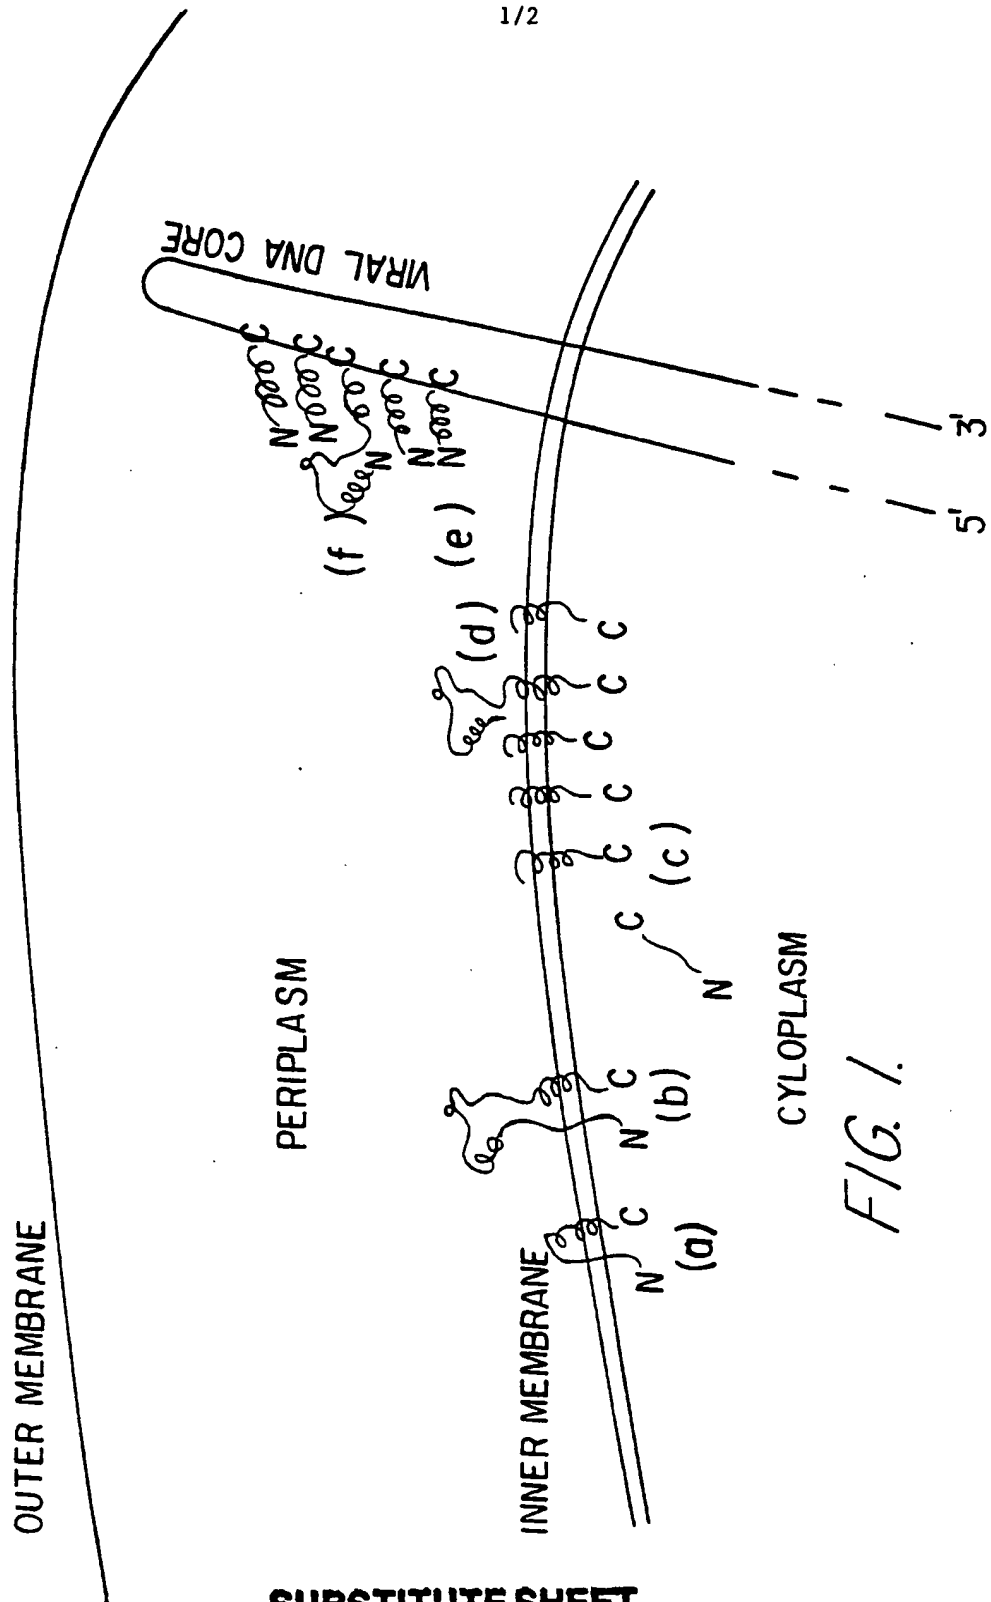 1/2
OUTER MEMBRANE
PERIPLASM
INNER MEMBRANE
VIRAL DNA CORE
N C
(a)
N C
(b)
N C
C C C C C
(c)
(d)
N C
N C
N C
N C
N C
(e)
(f)
5' 3'
CYLOPLASM
FIG. 1.
SUBSTITUTE SHEET